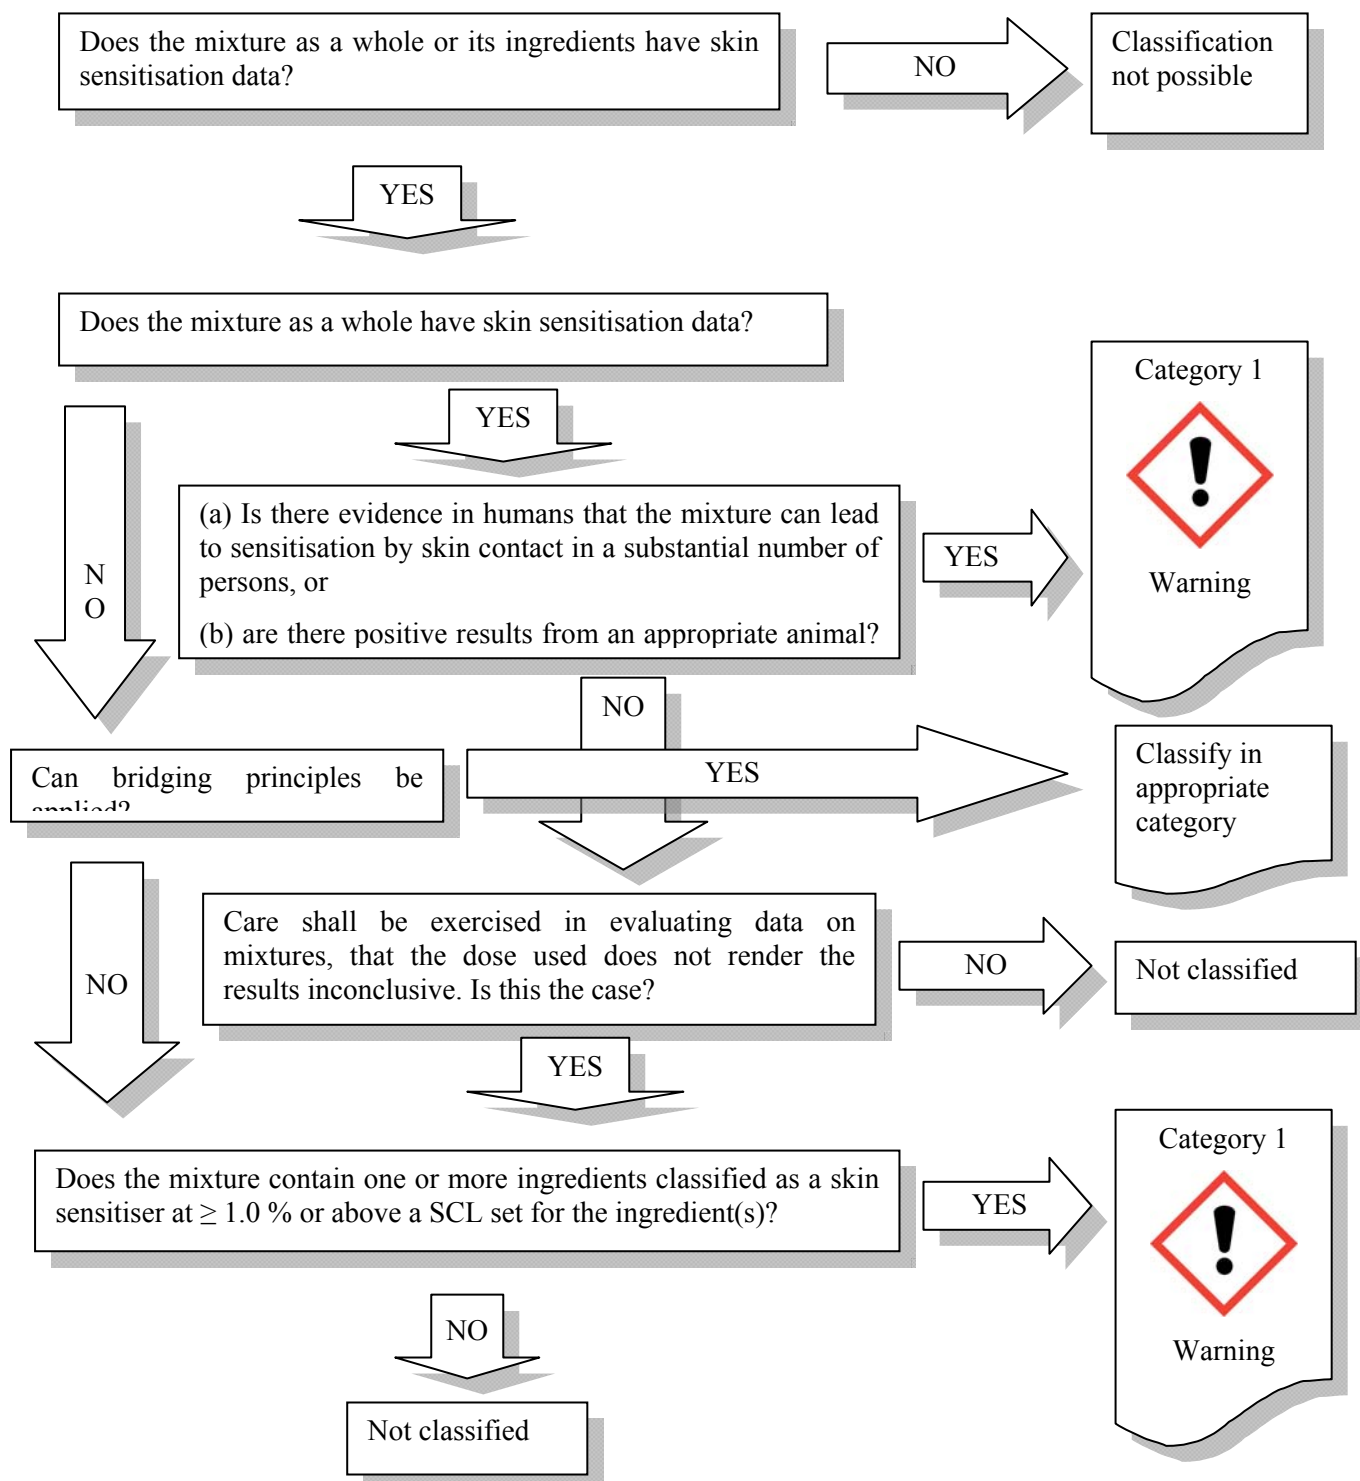 Does the mixture as a whole or its ingredients have skin
sensitisation data?
NO
Classification
not possible
YES
Does the mixture as a whole have skin sensitisation data?
YES
Category 1
Warning
N
O
(a) Is there evidence in humans that the mixture can lead
to sensitisation by skin contact in a substantial number of
persons, or
(b) are there positive results from an appropriate animal?
YES
NO
Can bridging principles be
applied?
YES
Classify in
appropriate
category
NO
Care shall be exercised in evaluating data on
mixtures, that the dose used does not render the
results inconclusive. Is this the case?
NO
Not classified
YES
Does the mixture contain one or more ingredients classified as a skin
sensitiser at ≥ 1.0 % or above a SCL set for the ingredient(s)?
YES
Category 1
Warning
NO
Not classified